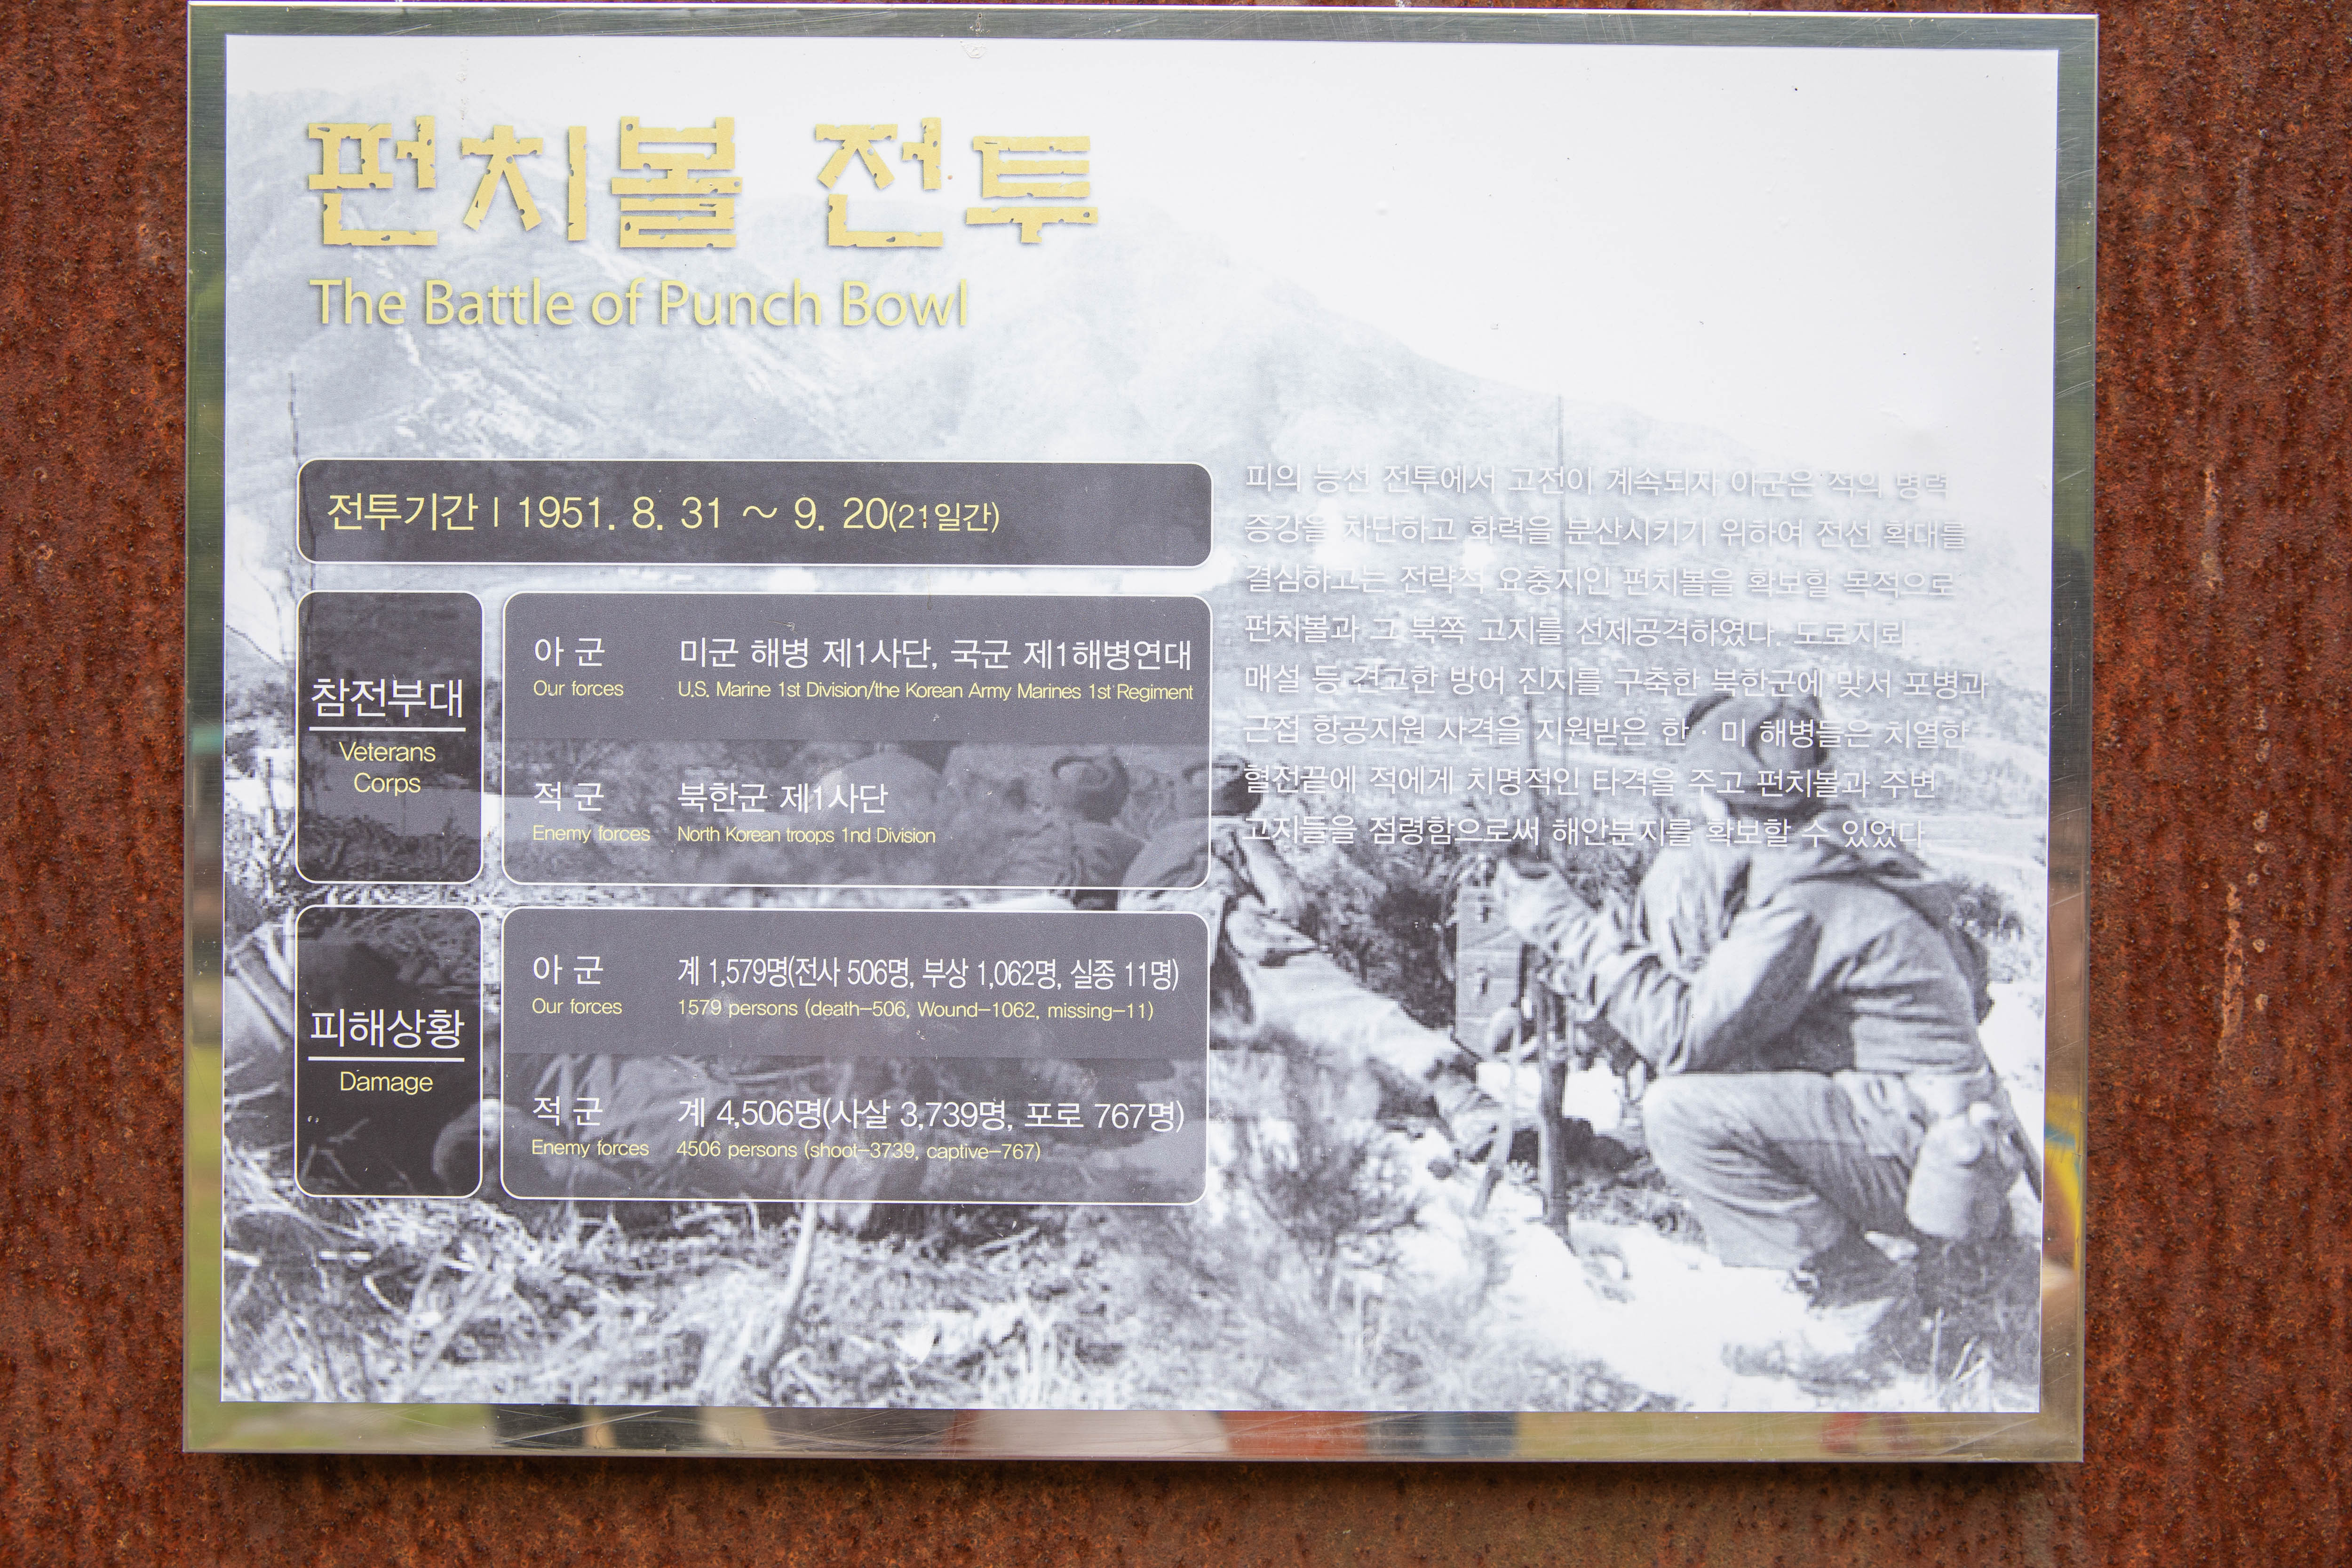 펀치볼 전투
The Battle of Punch Bowl
전투기간 | 1951. 8. 31 ~ 9. 20(21일간)
참전부대
Veterans
Corps
아 군 미군 해병 제1사단, 국군 제1해병연대
Our forces U.S. Marine 1st Division/the Korean Army Marines 1st Regiment
적 군 북한군 제1사단
Enemy forces North Korean troops 1nd Division
피해상황
Damage
아 군 계 1,579명(전사 506명, 부상 1,062명, 실종 11명)
Our forces 1579 persons (death-506, Wound-1062, missing-11)
적 군 계 4,506명(사살 3,739명, 포로 767명)
Enemy forces 4506 persons (shoot-3739, captive-767)
피의 능선 전투에서 고전이 계속되자 아군은 적의 병력
증강을 차단하고 화력을 분산시키기 위하여 전선 확대를
결심하고는 전략적 요충지인 펀치볼을 확보할 목적으로
펀치볼과 그 북쪽 고지를 선제공격하였다. 도로지뢰
매설 등 견고한 방어 진지를 구축한 북한군에 맞서 포병과
근접 항공지원 사격을 지원받은 한·미 해병들은 치열한
혈전끝에 적에게 치명적인 타격을 주고 펀치볼과 주변
고지들을 점령함으로써 해안분지를 확보할 수 있었다